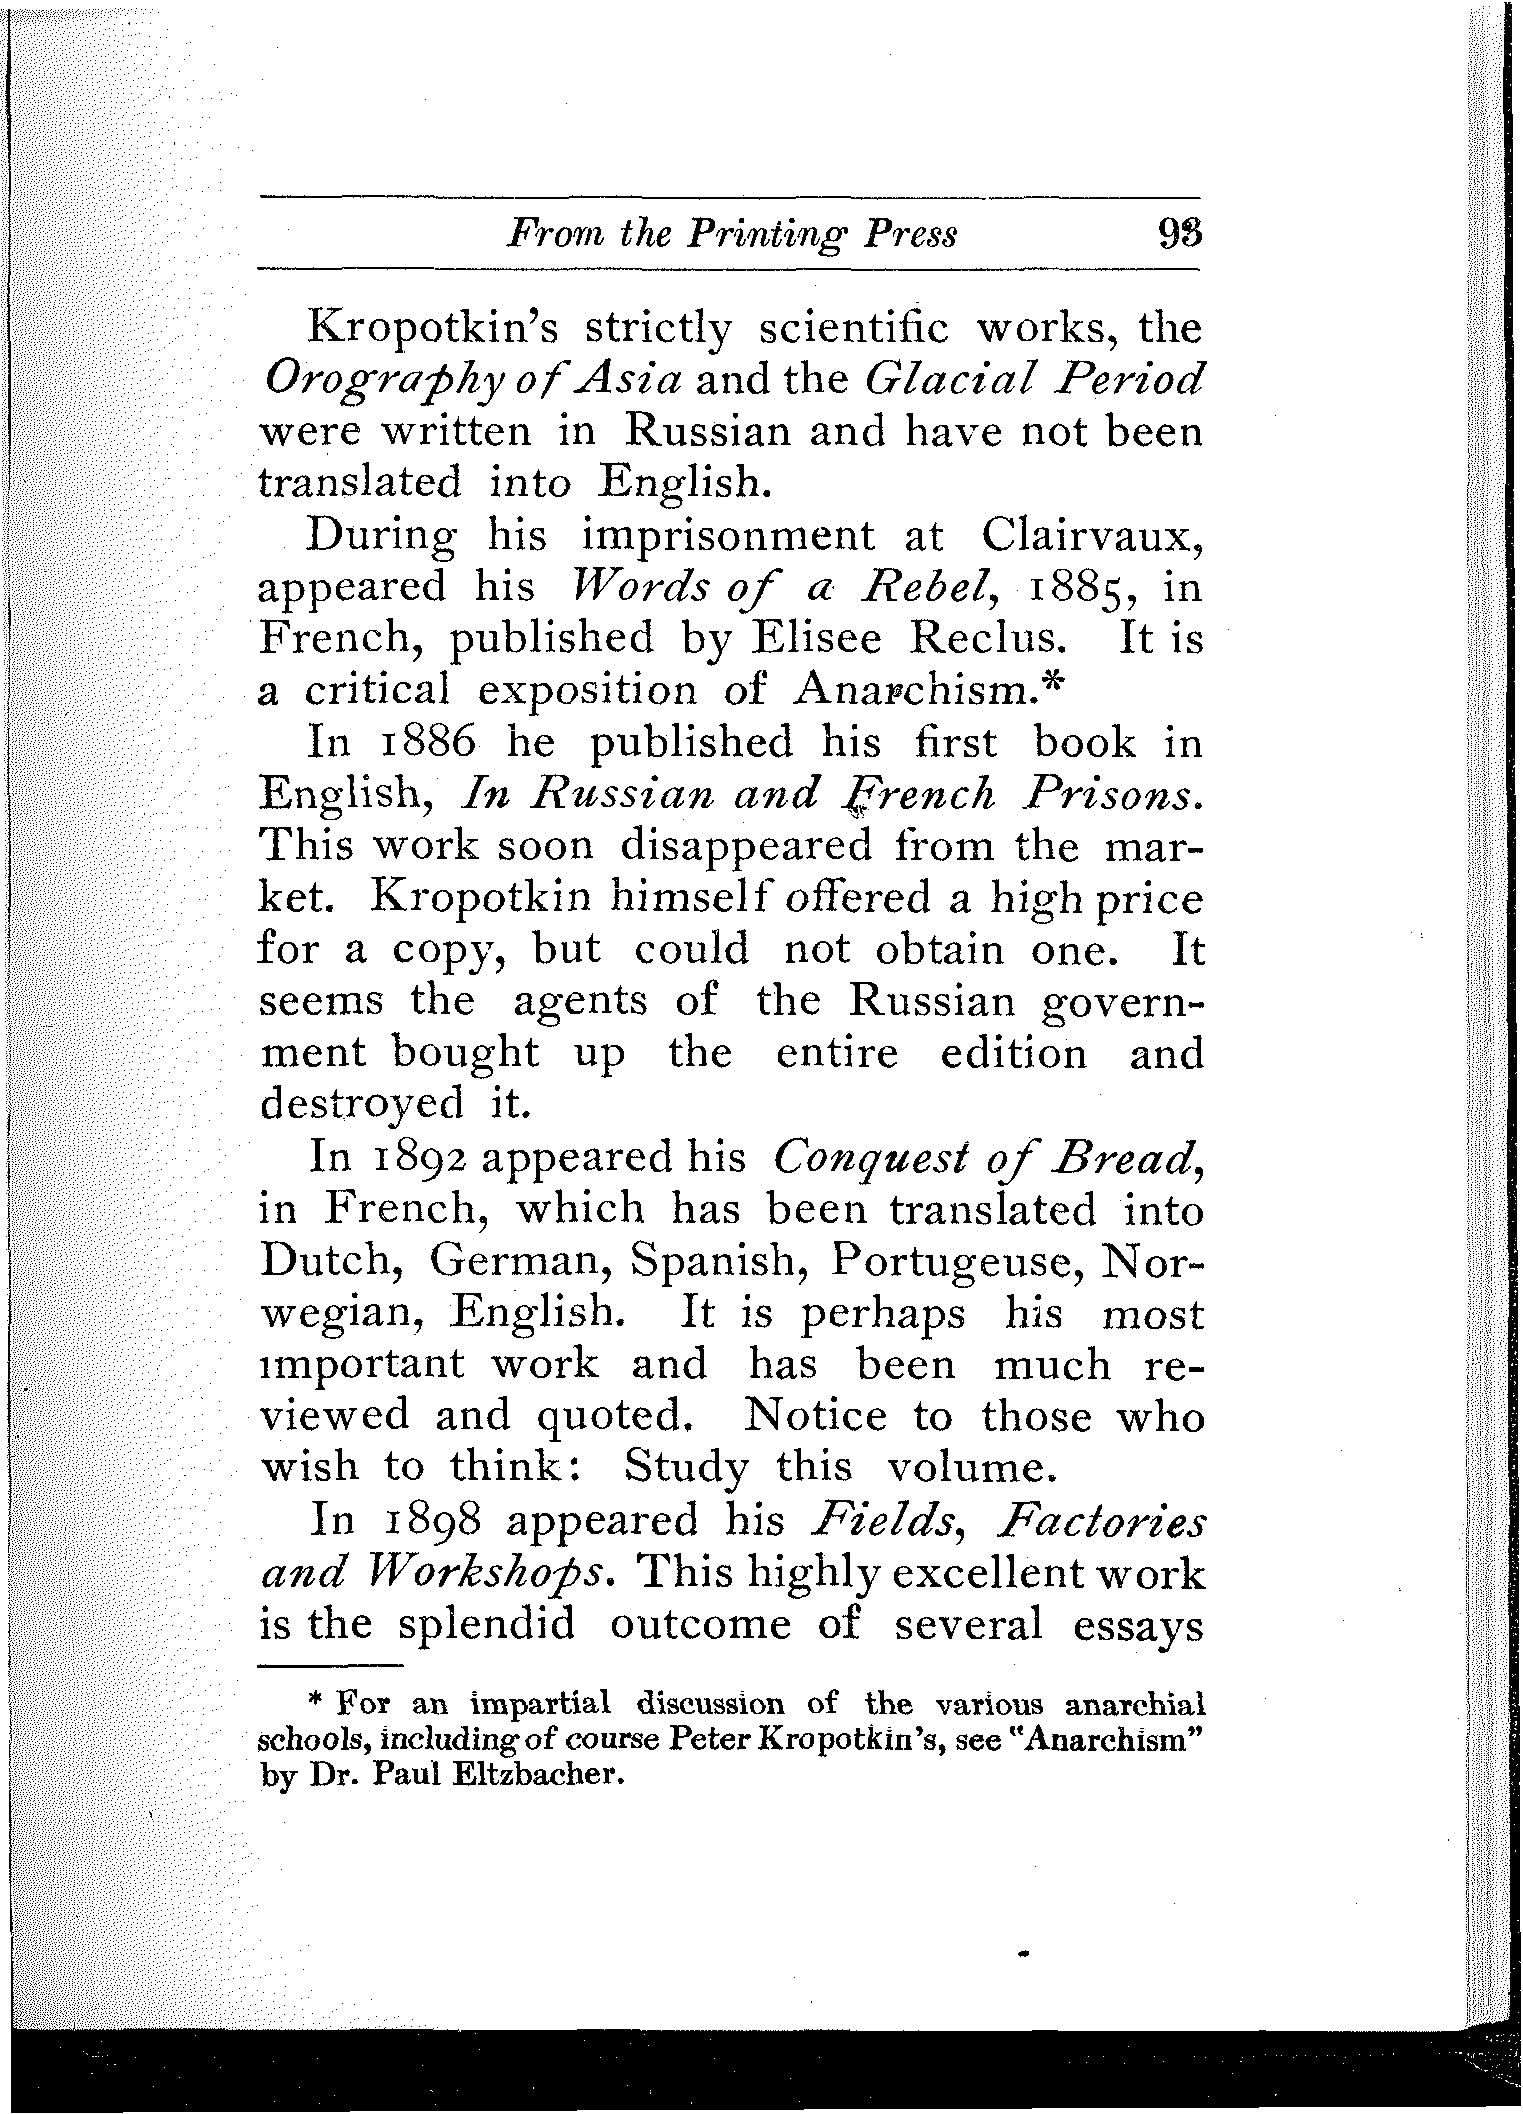 From the Printing Press 93
Kropotkin's strictly scientific works, the
Orography of Asia and the Glacial Period
were written in Russian and have not been
translated into English.
During his imprisonment at Clairvaux,
appeared his Words of a Rebel, 1885, in
French, published by Elisee Reclus. It is
a critical exposition of Anarchism.*
In 1886 he published his first book in
English, In Russian and French Prisons.
This work soon disappeared from the mar-
ket. Kropotkin himself offered a high price
for a copy, but could not obtain one. It
seems the agents of the Russian govern-
ment bought up the entire edition and
destroyed it.
In 1892 appeared his Conquest of Bread,
in French, which has been translated into
Dutch, German, Spanish, Portugeuse, Nor-
wegian, English. It is perhaps his most
important work and has been much re-
viewed and quoted. Notice to those who
wish to think: Study this volume.
In 1898 appeared his Fields, Factories
and Workshops. This highly excellent work
is the splendid outcome of several essays
* For an impartial discussion of the various anarchial
schools, including of course Peter Kropotkin's, see "Anarchism"
by Dr. Paul Eltzbacher.